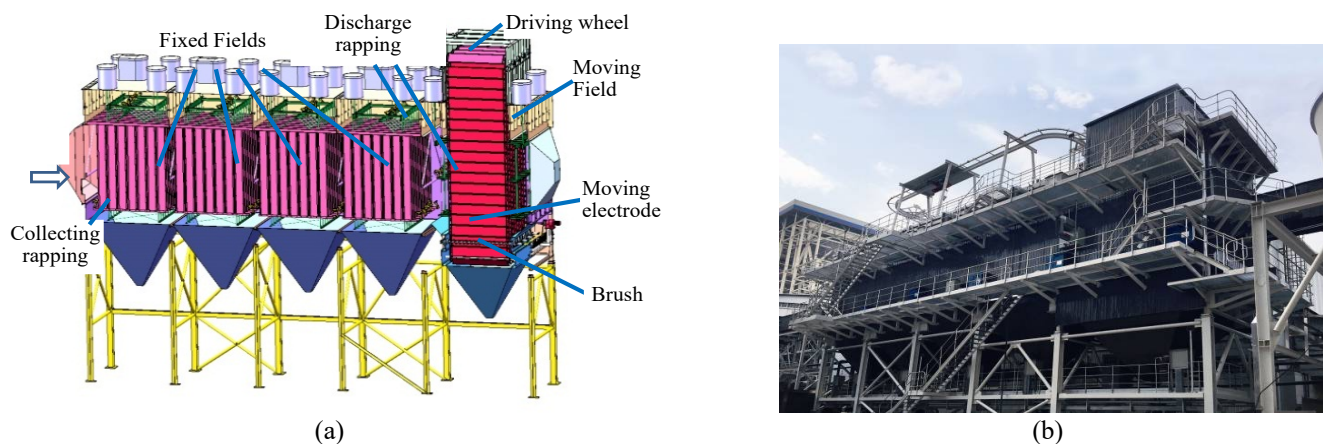 Driving wheel
Discharge
rapping
Fixed Fields
Moving
Field
Moving
electrode
Collecting
rapping
Brush
(a)
(b)